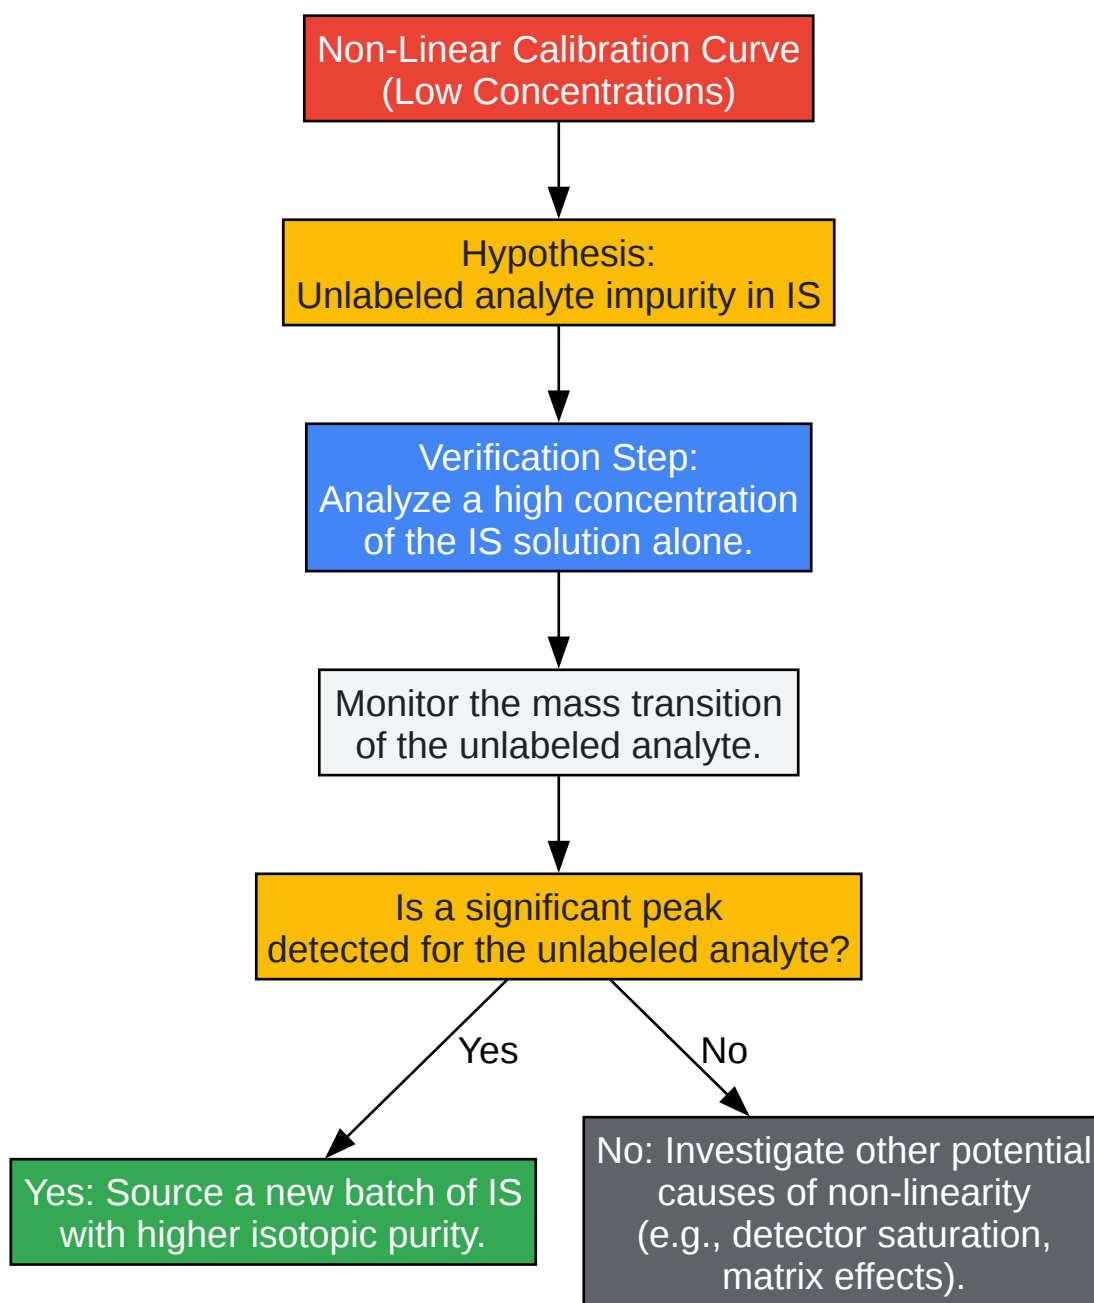 Non-Linear Calibration Curve
(Low Concentrations)
Hypothesis:
Unlabeled analyte impurity in IS
Verification Step:
Analyze a high concentration
of the IS solution alone.
Monitor the mass transition
of the unlabeled analyte.
Is a significant peak
detected for the unlabeled analyte?
Yes
No
Yes: Source a new batch of IS
with higher isotopic purity.
No: Investigate other potential
causes of non-linearity
(e.g., detector saturation,
matrix effects).